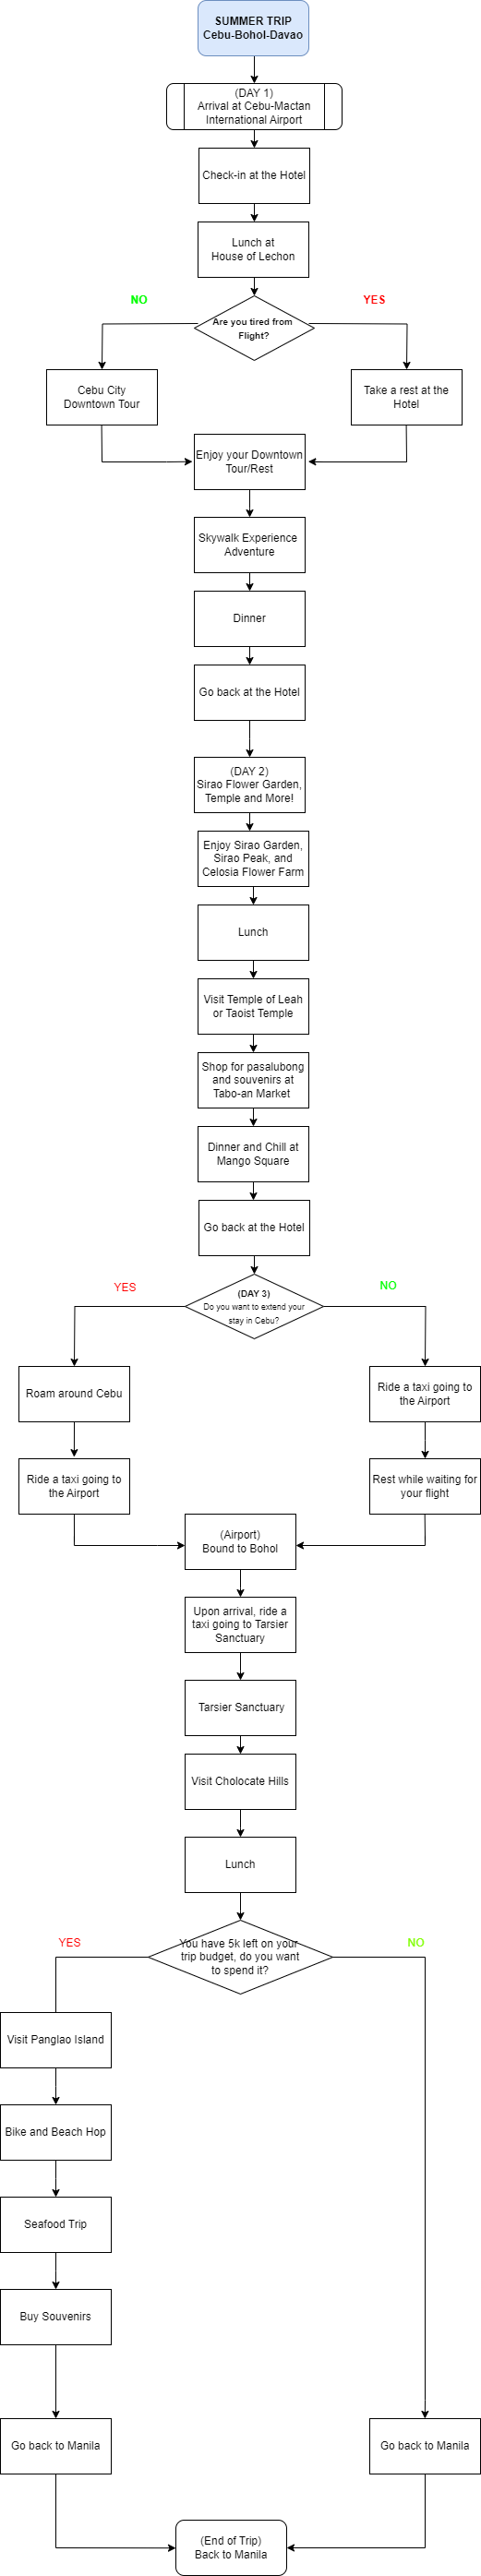 SUMMER TRIP
Cebu-Bohol-Davao
(DAY 1)
Arrival at Cebu-Mactan
International Airport
Check-in at the Hotel
Lunch at
House of Lechon
NO
YES
Are you tired from
Flight?
Cebu City
Downtown Tour
Take a rest at the
Hotel
Enjoy your Downtown
Tour/Rest
Skywalk Experience
Adventure
Dinner
Go back at the Hotel
(DAY 2)
Sirao Flower Garden,
Temple and More!
Enjoy Sirao Garden,
Sirao Peak, and
Celosia Flower Farm
Lunch
Visit Temple of Leah
or Taoist Temple
Shop for pasalubong
and souvenirs at
Tabo-an Market
Dinner and Chill at
Mango Square
Go back at the Hotel
YES
NO
(DAY 3)
Do you want to extend your
stay in Cebu?
Roam around Cebu
Ride a taxi going to
the Airport
Ride a taxi going to
the Airport
Rest while waiting for
your flight
(Airport)
Bound to Bohol
Upon arrival, ride a
taxi going to Tarsier
Sanctuary
Tarsier Sanctuary
Visit Cholocate Hills
Lunch
YES
NO
You have 5k left on your
trip budget, do you want
to spend it?
Visit Panglao Island
Bike and Beach Hop
Seafood Trip
Buy Souvenirs
Go back to Manila
Go back to Manila
(End of Trip)
Back to Manila